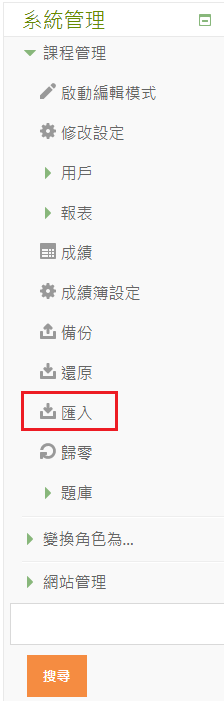 系統管理
課程管理
啟動編輯模式
修改設定
用戶
報表
成績
成績簿設定
備份
還原
匯入
歸零
題庫
變換角色為...
網站管理
搜尋